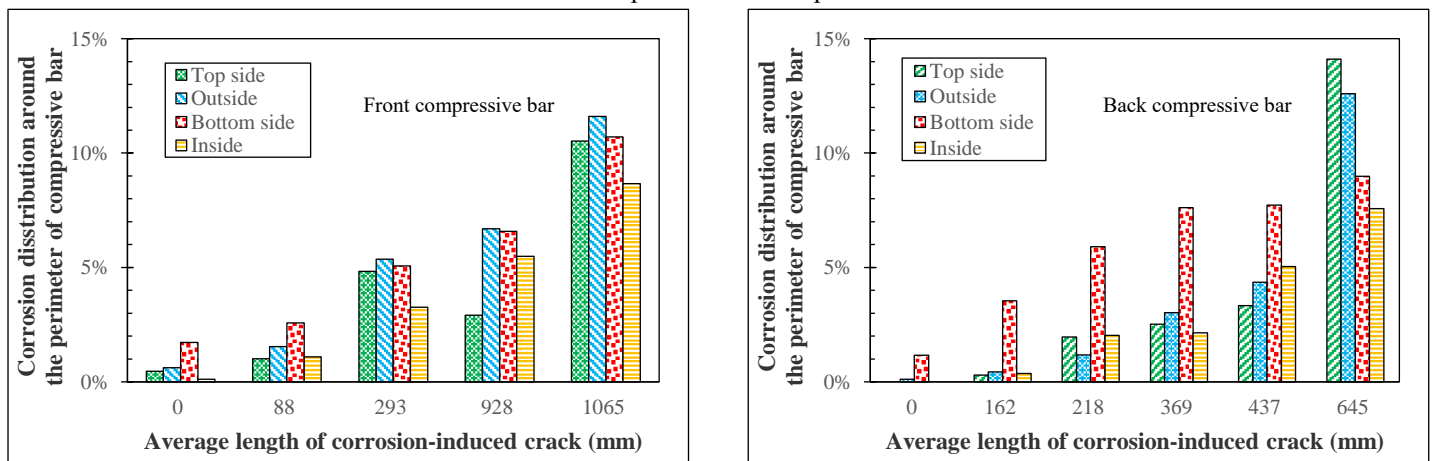 Corrosion disstribution around
the perimeter of compressive bar
15%
10%
5%
0%
Top side
Outside
Bottom side
Inside
Front compressive bar
0 88 293 928 1065
Average length of corrosion-induced crack (mm)
Corrosion distribution around
the perimeter of compressive bar
15%
10%
5%
0%
Top side
Outside
Bottom side
Inside
Back compressive bar
0 162 218 369 437 645
Average length of corrosion-induced crack (mm)